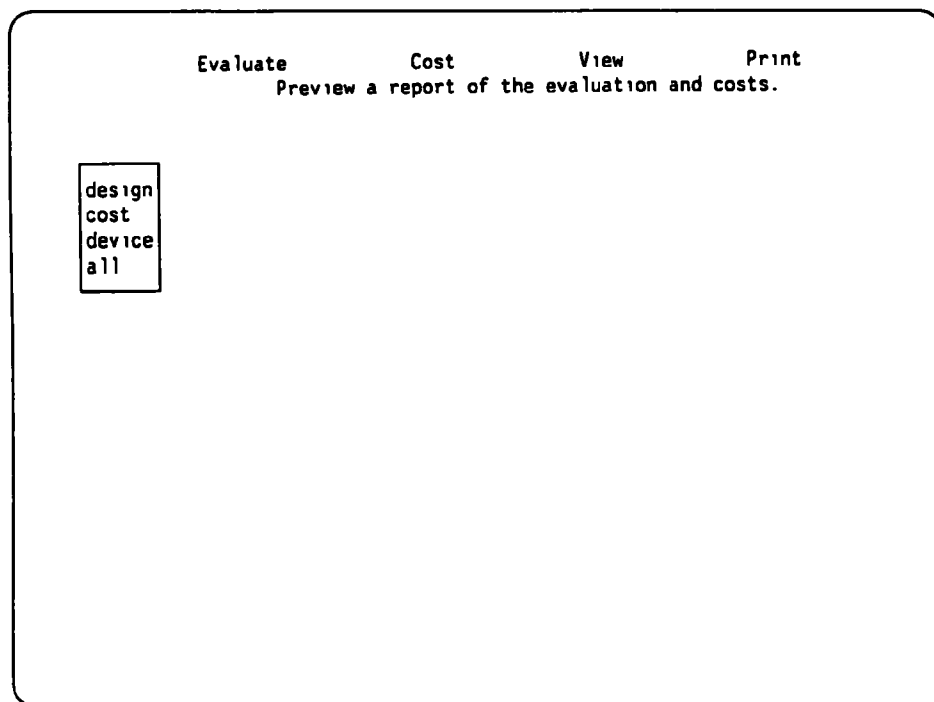 Evaluate Cost View Print
Preview a report of the evaluation and costs.
design
cost
device
all